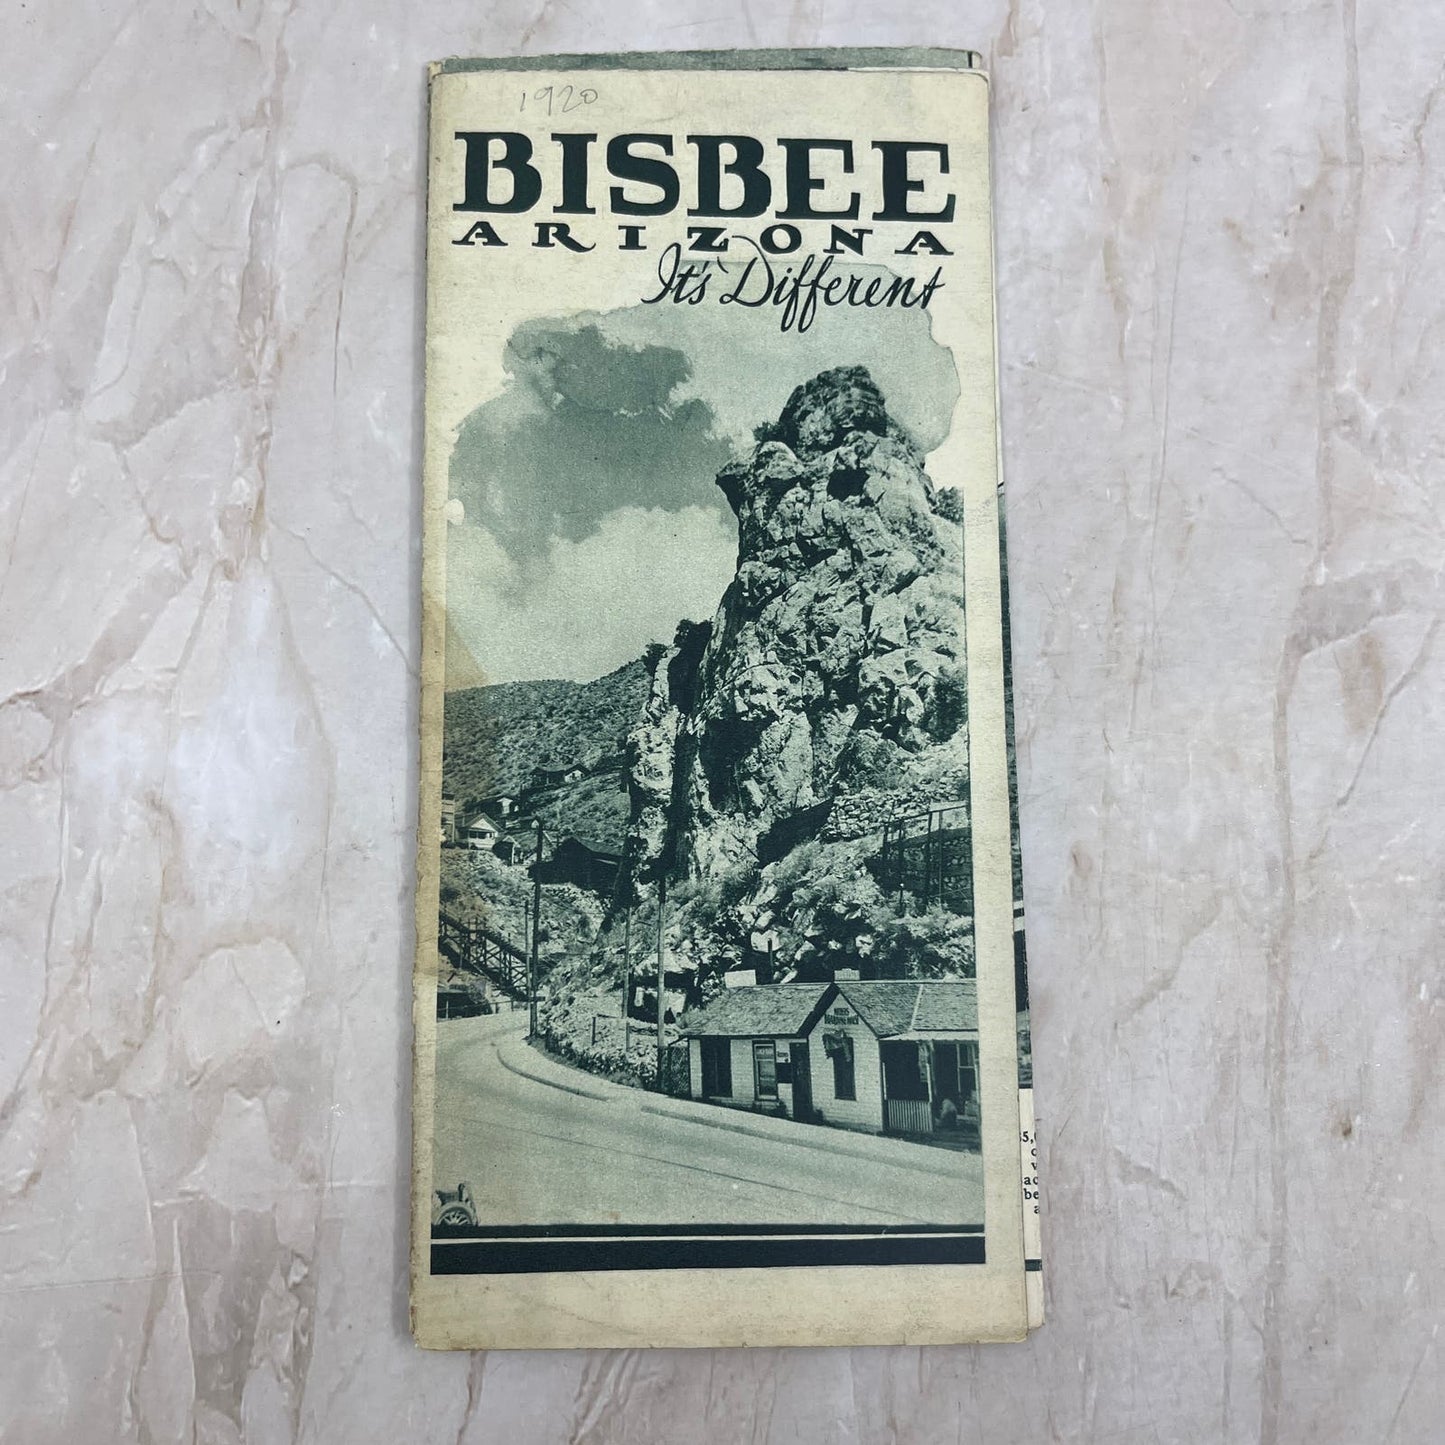 1920
BISBEE
ARIZONA
It's Different